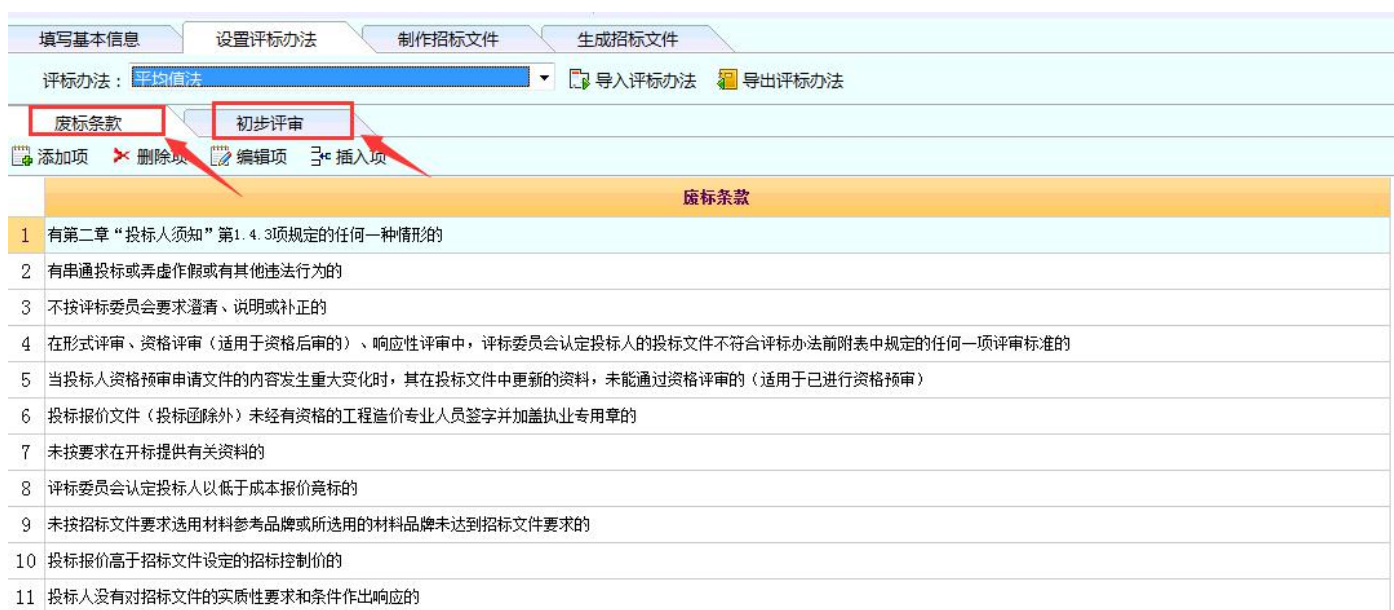 填写基本信息 设置评标办法 制作招标文件 生成招标文件
评标办法： 平均值法 导入评标办法 导出评标办法
废标条款 初步评审
添加项 删除项 编辑项 插入项
废标条款
1 有第二章“投标人须知”第1.4.3项规定的任何一种情形的
2 有串通投标或弄虚作假或有其他违法行为的
3 不按评标委员会要求澄清、说明或补正的
4 在形式评审、资格评审（适用于资格后审的）、响应性评审中，评标委员会认定投标人的投标文件不符合评标办法前附表中规定的任何一项评审标准的
5 当投标人资格预审申请文件的内容发生重大变化时，其在投标文件中更新的资料，未能通过资格评审的（适用于已进行资格预审）
6 投标报价文件（投标函除外）未经有资格的工程造价专业人员签字并加盖执业专用章的
7 未按要求在开标提供有关资料的
8 评标委员会认定投标人以低于成本报价竞标的
9 未按招标文件要求选用材料参考品牌或所选用的材料品牌未达到招标文件要求的
10 投标报价高于招标文件设定的招标控制价的
11 投标人没有对招标文件的实质性要求和条件作出响应的